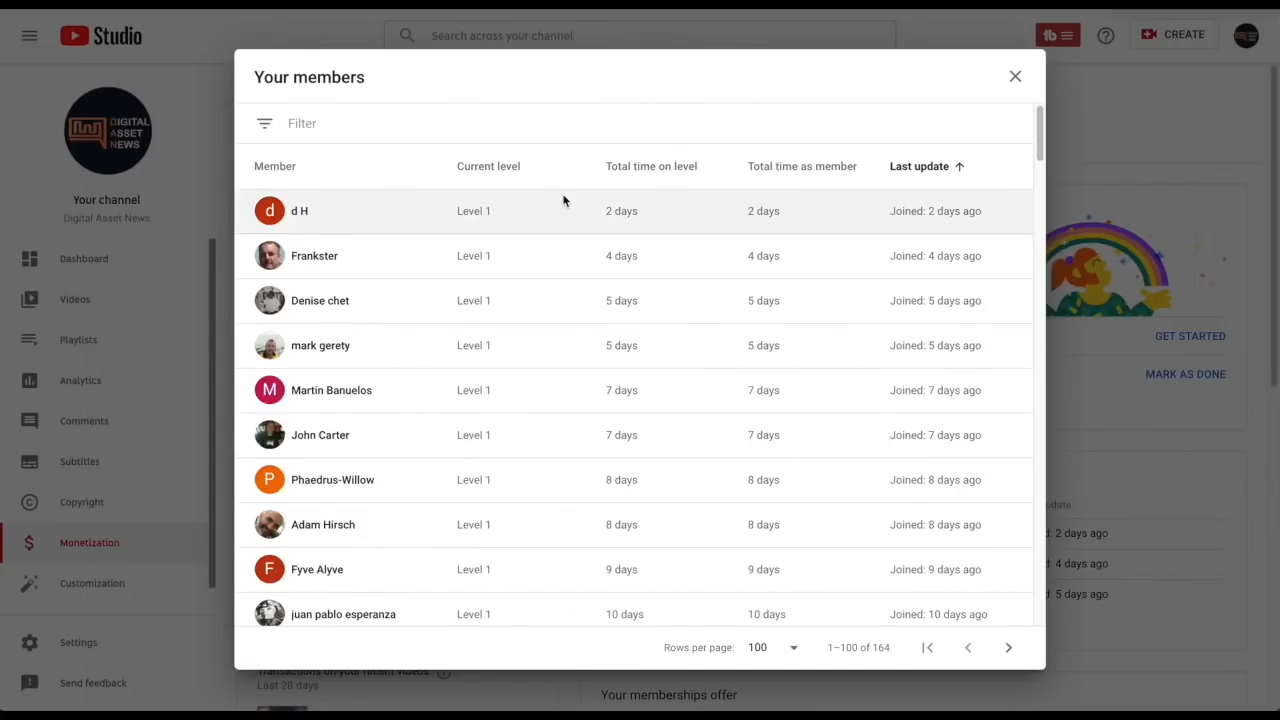 Studio
Search across your channel
CREATE
DIGITAL
ASSET
NEWS
Your channel
Digital Asset News
Dashboard
Videos
Playlists
Analytics
Comments
Subtitles
Copyright
Monetization
Customization
Settings
Send feedback
Your members
Filter
Member Current level Total time on level Total time as member Last update
d d H Level 1 2 days 2 days Joined: 2 days ago
Frankster Level 1 4 days 4 days Joined: 4 days ago
Denise chet Level 1 5 days 5 days Joined: 5 days ago
mark gerety Level 1 5 days 5 days Joined: 5 days ago
M Martin Banuelos Level 1 7 days 7 days Joined: 7 days ago
John Carter Level 1 7 days 7 days Joined: 7 days ago
P Phaedrus-Willow Level 1 8 days 8 days Joined: 8 days ago
Adam Hirsch Level 1 8 days 8 days Joined: 8 days ago
F Fyve Alyve Level 1 9 days 9 days Joined: 9 days ago
juan pablo esperanza Level 1 10 days 10 days Joined: 10 days ago
Rows per page: 100 1–100 of 164
GET STARTED
MARK AS DONE
date
d: 2 days ago
d: 4 days ago
d: 5 days ago
Transactions on your recent videos
Last 28 days
Your memberships offer